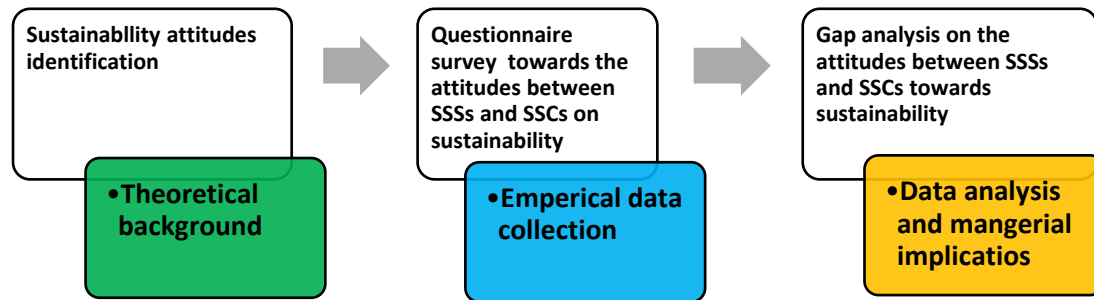 Sustainabllity attitudes
identification
•Theoretical
background
Questionnaire
survey towards the
attitudes between
SSSs and SSCs on
sustainability
•Emperical data
collection
Gap analysis on the
attitudes between SSSs
and SSCs towards
sustainability
•Data analysis
and mangerial
implicatios